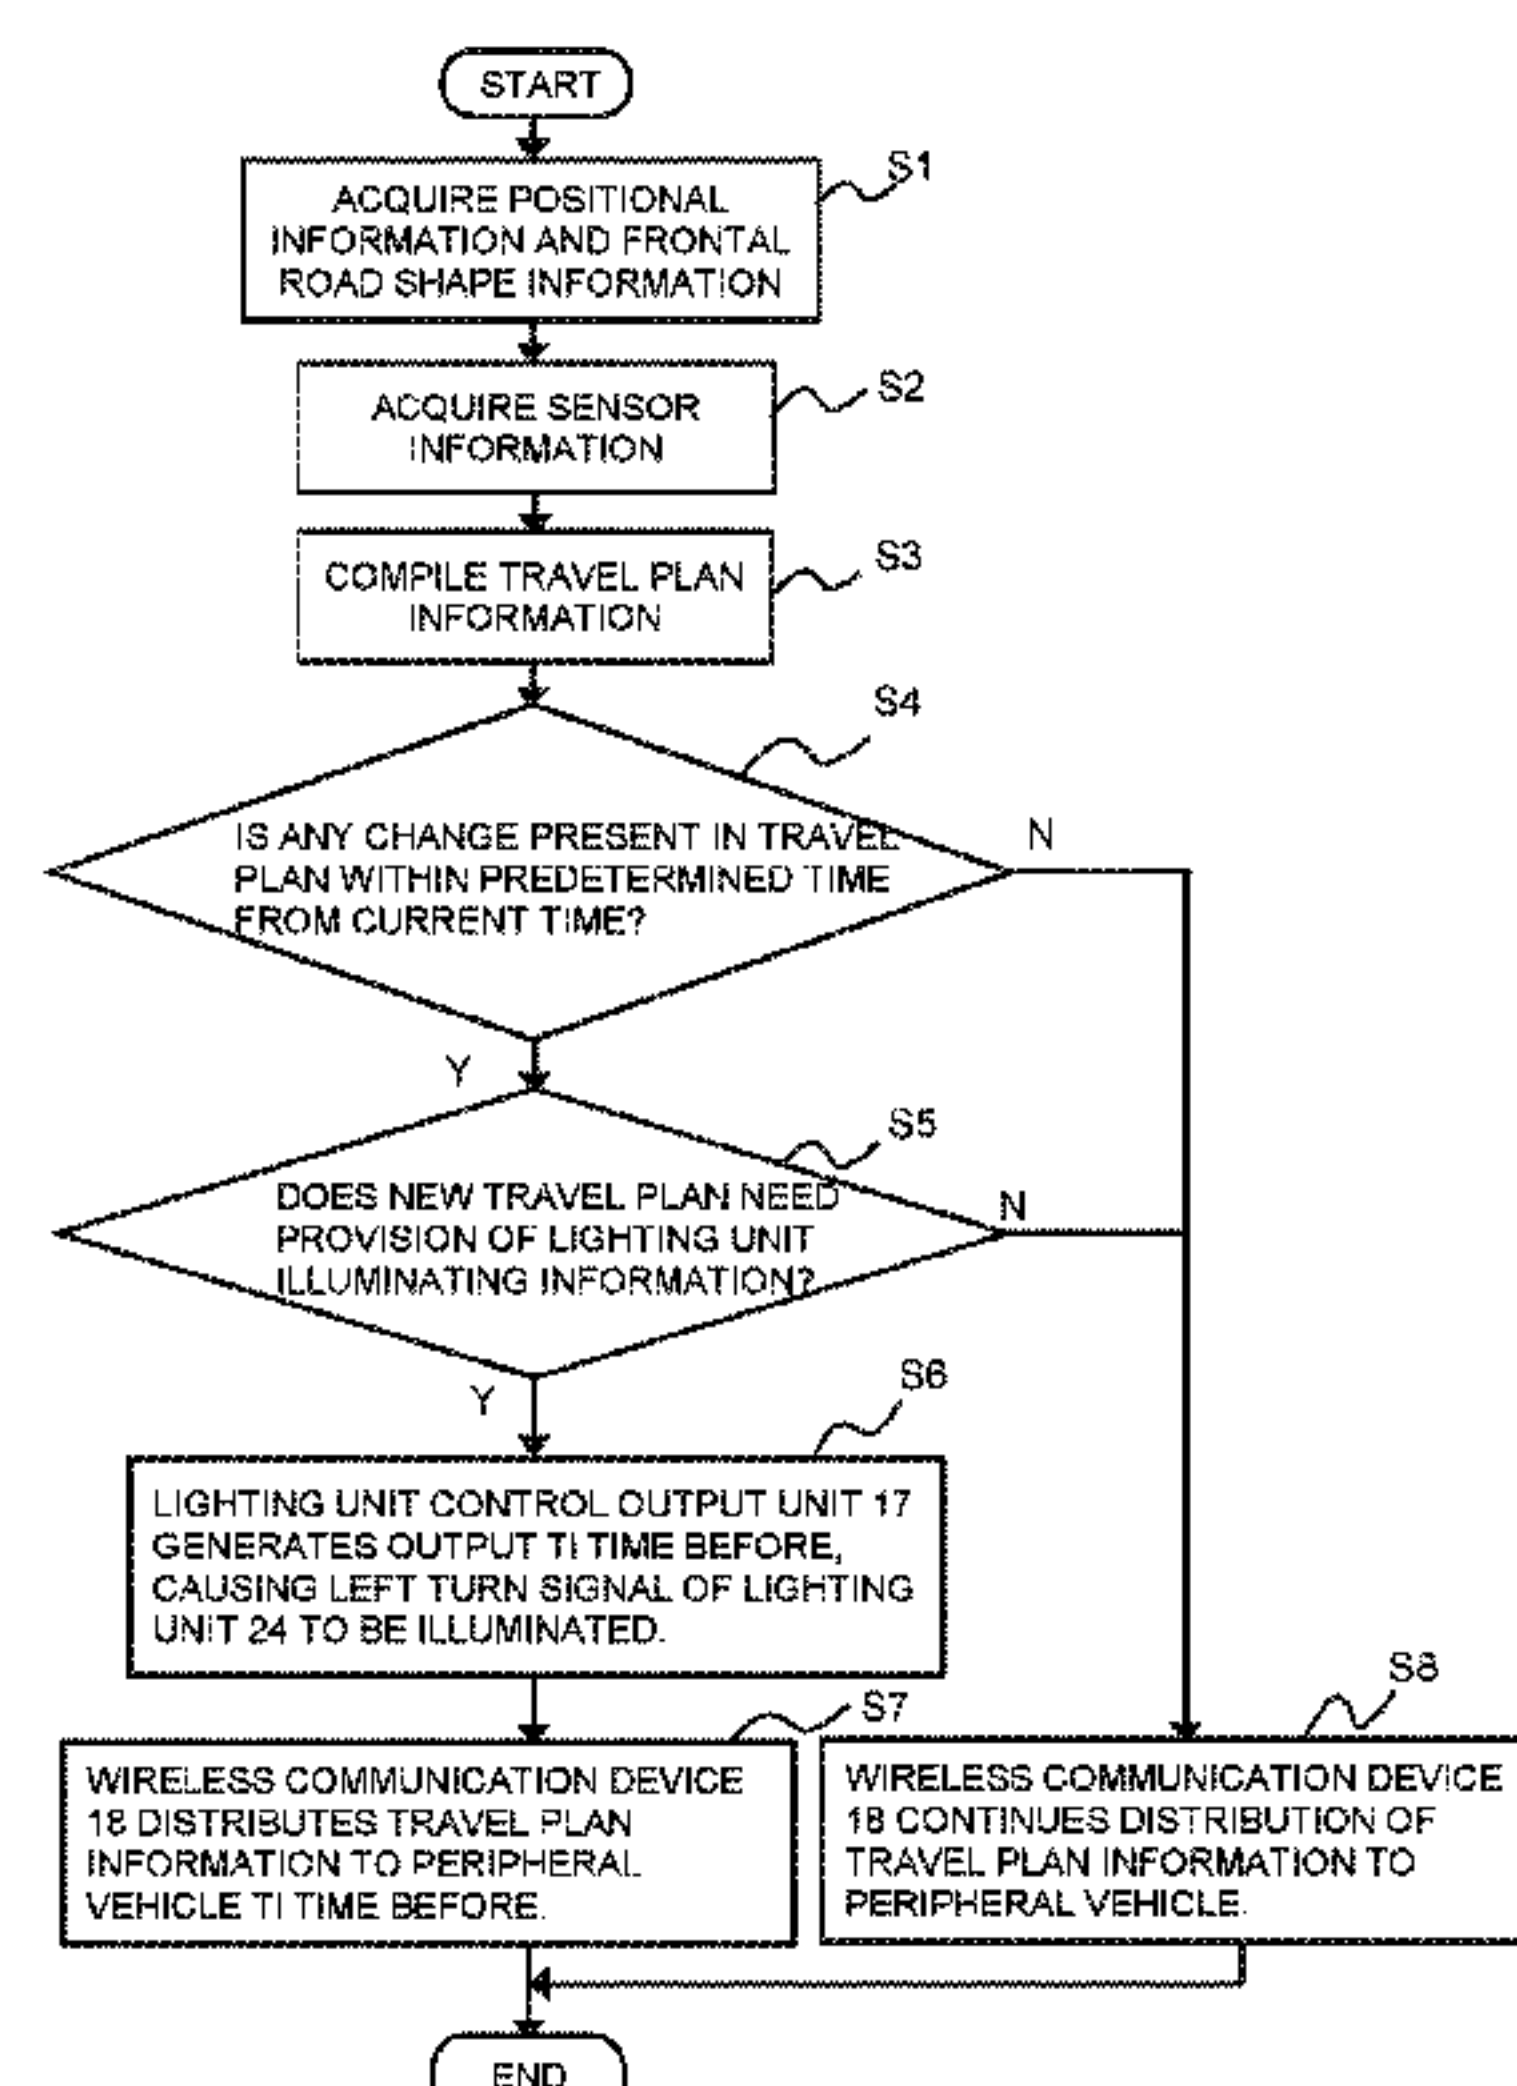 START
S1
ACQUIRE POSITIONAL
INFORMATION AND FRONTAL
ROAD SHAPE INFORMATION
S2
ACQUIRE SENSOR
INFORMATION
S3
COMPILE TRAVEL PLAN
INFORMATION
S4
IS ANY CHANGE PRESENT IN TRAVEL
PLAN WITHIN PREDETERMINED TIME
FROM CURRENT TIME?
N
Y
S5
DOES NEW TRAVEL PLAN NEED
PROVISION OF LIGHTING UNIT
ILLUMINATING INFORMATION?
N
Y
S6
LIGHTING UNIT CONTROL OUTPUT UNIT 17
GENERATES OUTPUT TI TIME BEFORE,
CAUSING LEFT TURN SIGNAL OF LIGHTING
UNIT 24 TO BE ILLUMINATED.
S7
WIRELESS COMMUNICATION DEVICE
18 DISTRIBUTES TRAVEL PLAN
INFORMATION TO PERIPHERAL
VEHICLE TI TIME BEFORE.
S8
WIRELESS COMMUNICATION DEVICE
18 CONTINUES DISTRIBUTION OF
TRAVEL PLAN INFORMATION TO
PERIPHERAL VEHICLE.
END